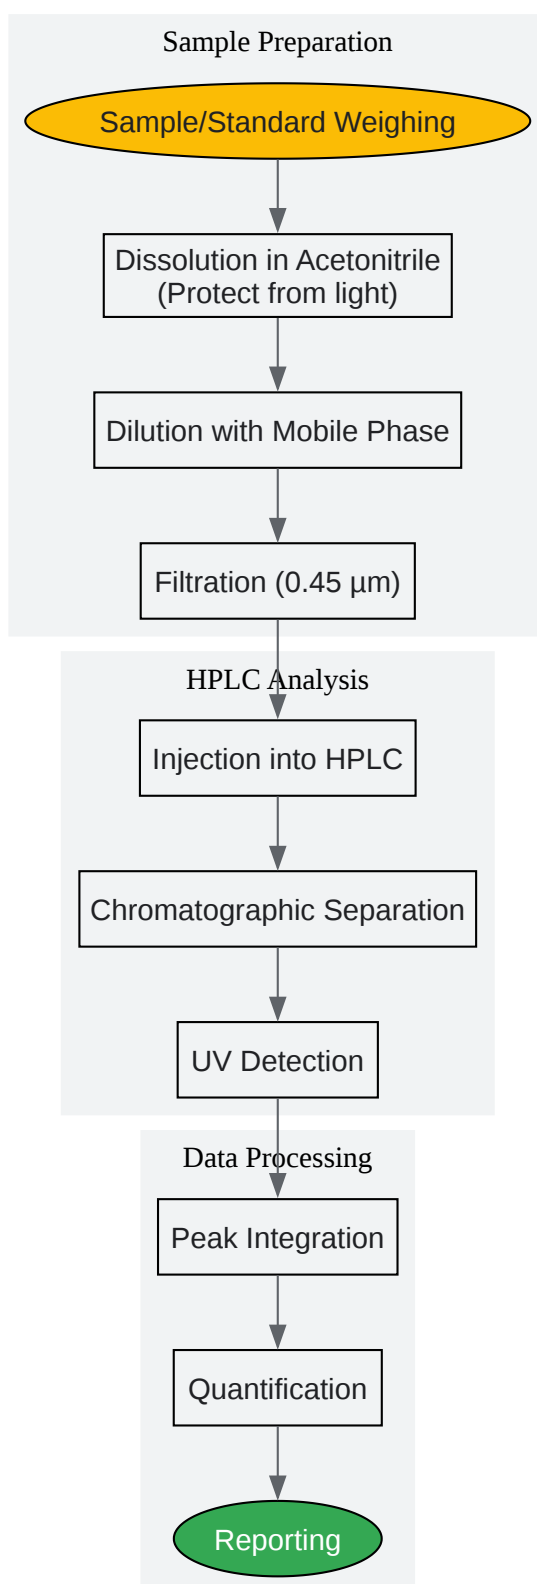 Sample Preparation
Sample/Standard Weighing
Dissolution in Acetonitrile
(Protect from light)
Dilution with Mobile Phase
Filtration (0.45 µm)
HPLC Analysis
Injection into HPLC
Chromatographic Separation
UV Detection
Data Processing
Peak Integration
Quantification
Reporting